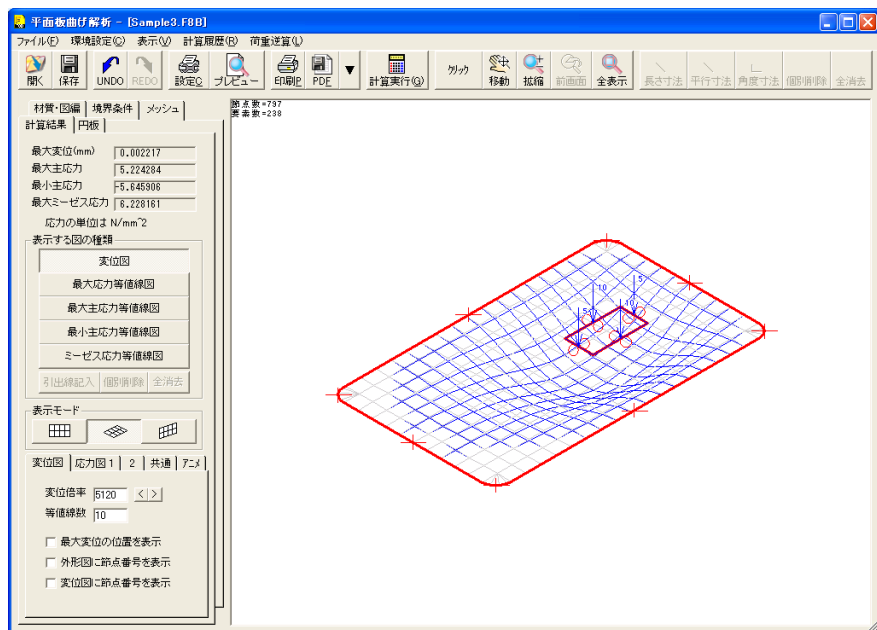 平面板曲げ解析 - [Sample3.F8B]
ファイル(F) 環境設定(C) 表示(V) 計算履歴(R) 荷重逆算(L)
開く 保存 UNDO REDO 設定C プレビュー 印刷P PDF 計算実行(G) クリック 移動 拡縮 前画面 全表示 長さ寸法 平行寸法 角度寸法 個別削除 全消去
材質・図編 境界条件 メッシュ
計算結果 円板
節点数=797
要素数=238
最大変位(mm) 0.002217
最大主応力 5.224284
最小主応力 -5.645906
最大ミーゼス応力 6.228161
応力の単位は N/mm^2
表示する図の種類
変位図
最大応力等値線図
最大主応力等値線図
最小主応力等値線図
ミーゼス応力等値線図
引出線記入 個別削除 全消去
表示モード
変位図 応力図1 2 共通 アニメ
変位倍率 5120 < >
等値線数 10
最大変位の位置を表示
外形図に節点番号を表示
変位図に節点番号を表示
5
10
5
10